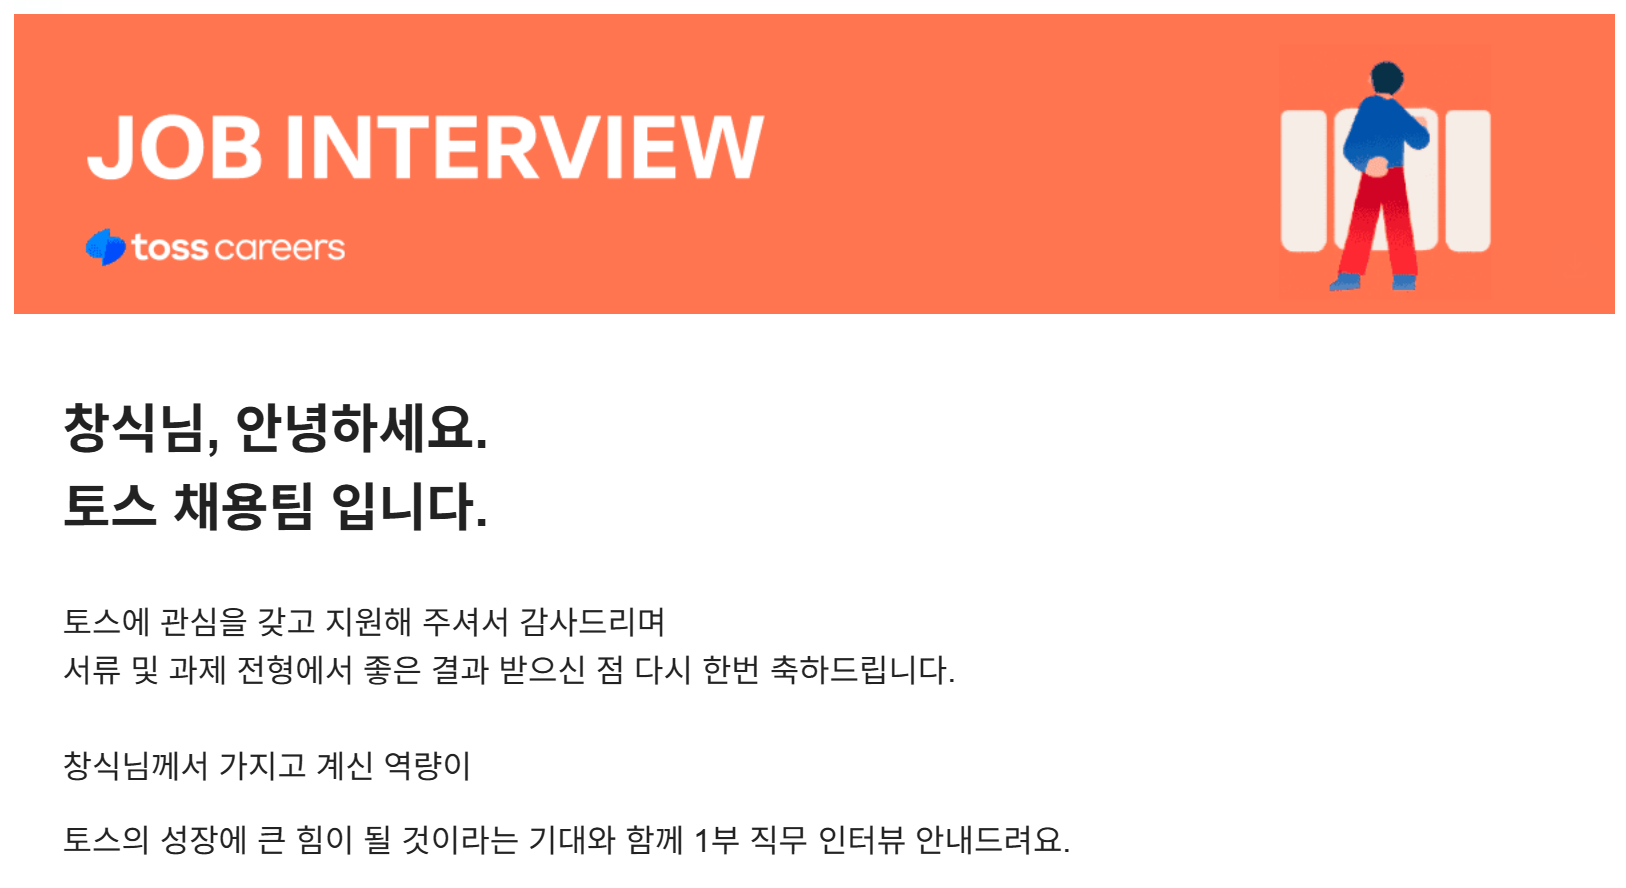 JOB INTERVIEW
toss careers
창식님, 안녕하세요.
토스 채용팀 입니다.
토스에 관심을 갖고 지원해 주셔서 감사드리며
서류 및 과제 전형에서 좋은 결과 받으신 점 다시 한번 축하드립니다.
창식님께서 가지고 계신 역량이
토스의 성장에 큰 힘이 될 것이라는 기대와 함께 1부 직무 인터뷰 안내드려요.